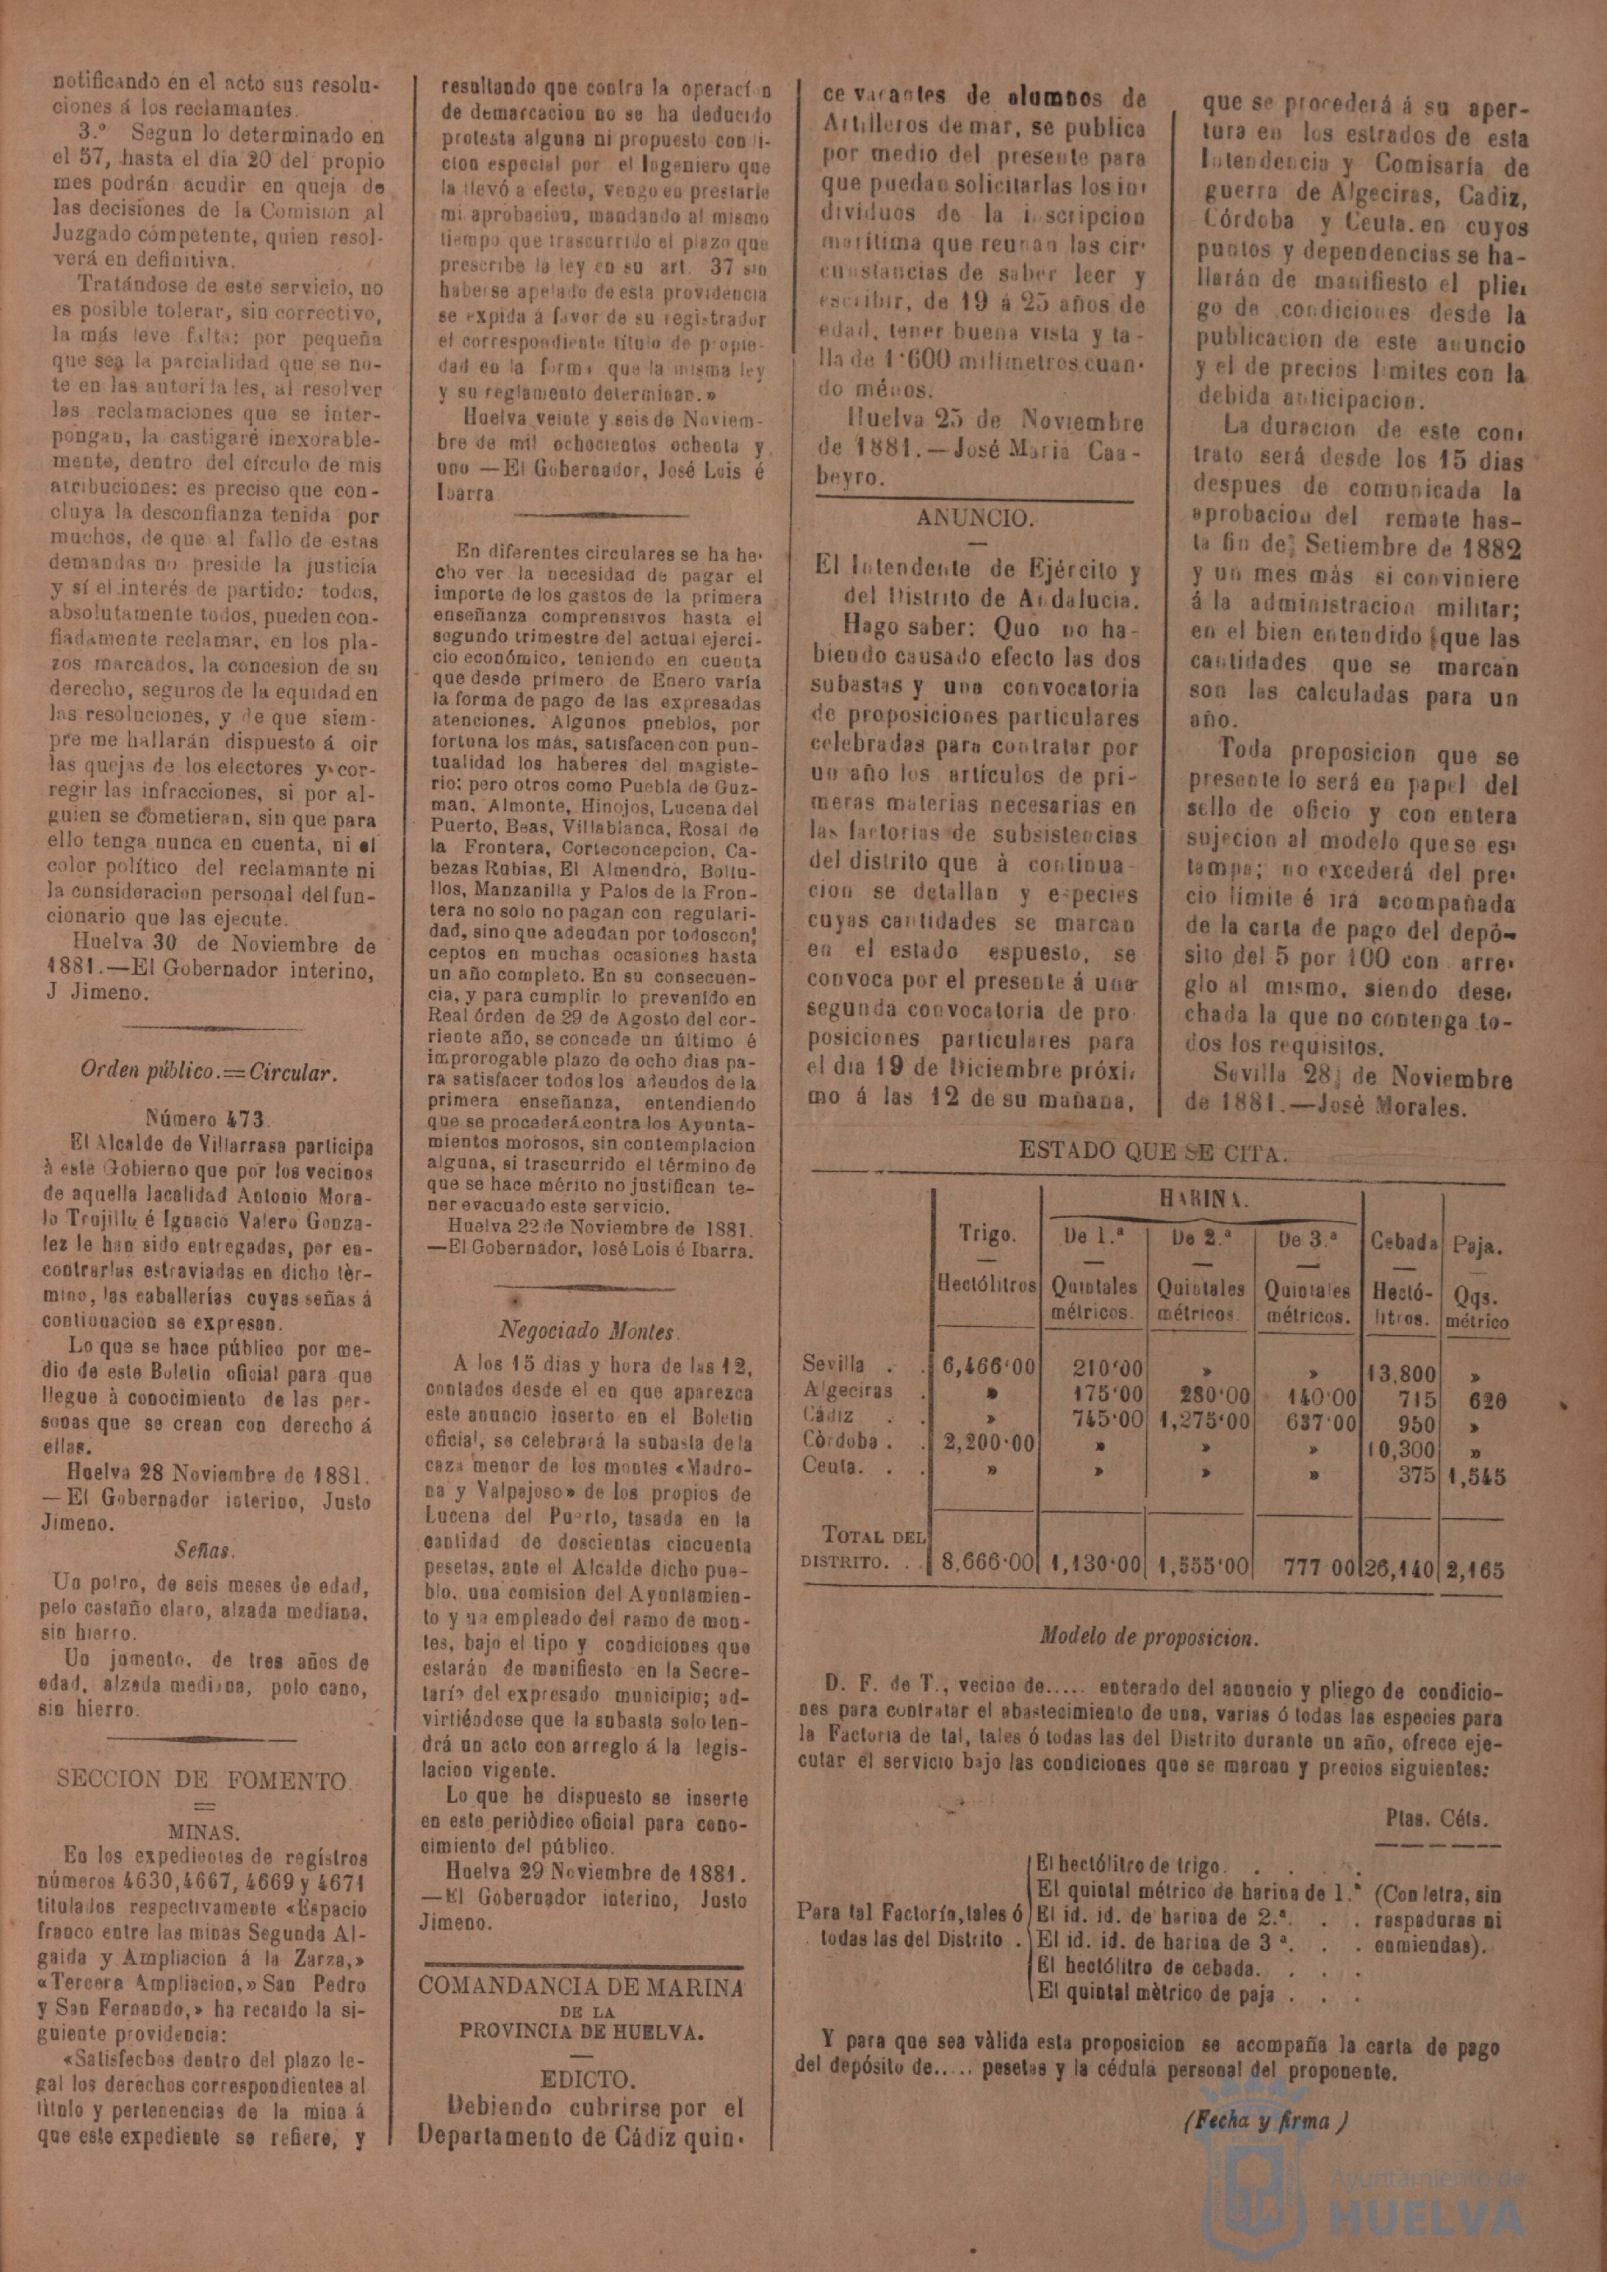 notificando en el acto sus resolu-
ciones á los reclamantes.
3.º Segun lo determinado en
el 57, hasta el dia 20 del propio
mes podrán acudir en queja de
las decisiones de la Comisión al
Juzgado cómpetente, quien resol-
verá en definitiva.
Tratándose de este servicio, no
es posible tolerar, sin correctivo,
la más leve falta; por pequeña
que sea la parcialidad que se no-
te en las autoridades, al resolver
las reclamaciones que se inter-
pongan, la castigaré inexorable-
mente, dentro del círculo de mis
atribuciones: es preciso que con-
cluya la desconfianza tenida por
muchos, de que al fallo de estas
demandas no preside la justicia
y sí el interés de partido: todos,
absolutamente todos, pueden con-
fiadamente reclamar, en los pla-
zos marcados, la concesion de su
derecho, seguros de la equidad en
las resoluciones, y de que siem-
pre me hallarán dispuesto á oir
las quejas de los electores y cor-
regir las infracciones, si por al-
guien se cometieran, sin que para
ello tenga nunca en cuenta, ni el
color político del reclamante ni
la consideracion personal del fun-
cionario que las ejecute.
Huelva 30 de Noviembre de
1881.—El Gobernador interino,
J Jimeno.
Orden público.=Circular.
Número 473.
El Alcalde de Villarrasa participa
à este Gobierno que por los vecinos
de aquella lacalidad Antonio Mora-
lo Trujillo é Ignacio Valero Gonza-
lez le han sido entregadas, por en-
contrarlas estraviadas en dicho tèr-
mino, las caballerías cuyas señas á
continuacion se expresan.
Lo que se hace público por me-
dio de este Boletin oficial para que
llegue à conocimiento de las per-
sonas que se crean con derecho á
ellas.
Huelva 28 Noviembre de 1881.
—El Gobernador interino, Justo
Jimeno.
Señas.
Un potro, de seis meses de edad,
pelo castaño claro, alzada mediana,
sin hierro.
Un jumento, de tres años de
edad, alzada mediana, polo cano,
sin hierro.
SECCION DE FOMENTO.
MINAS.
En los expedientes de registros
números 4630, 4667, 4669 y 4671
titulados respectivamente «Espacio
franco entre las minas Segunda Al-
gaida y Ampliacion á la Zarza,»
«Tercera Ampliacion,» San Pedro
y San Fernando,» ha recaido la si-
guiente providencia:
«Satisfechos dentro del plazo le-
gal los derechos correspondientes al
titulo y pertenencias de la mina á
que este expediente se refiere, y
resultando que contra la operacion
de demarcacion no se ha deducido
protesta alguna ni propuesto condi-
cion especial por el Ingeniero que
la llevó a efecto, vengo en prestarle
mi aprobacion, mandando al mismo
tiempo que trascurrido el plazo que
prescribe la ley en su art. 37 sin
haberse apelado de esta providencia
se expida á favor de su registrador
el correspondiente título de propie-
dad en la forma que la misma ley
y su reglamento determinan.»
Huelva veinte y seis de Noviem-
bre de mil ochocientos ochenta y
uno —El Gobernador, José Lois é
Ibarra
En diferentes circulares se ha he-
cho ver la necesidad de pagar el
importe de los gastos de la primera
enseñanza comprensivos hasta el
segundo trimestre del actual ejerci-
cio económico, teniendo en cuenta
que desde primero de Enero varía
la forma de pago de las expresadas
atenciones. Algunos pueblos, por
fortuna los más, satisfacen con pun-
tualidad los haberes del magiste-
rio; pero otros como Puebla de Guz-
man, Almonte, Hinojos, Lucena del
Puerto, Beas, Villablanca, Rosal de
la Frontera, Corteconcepcion, Ca-
bezas Rubias, El Almendro, Bollu-
llos, Manzanilla y Palos de la Fron-
tera no solo no pagan con regulari-
dad, sino que adeudan por todos con-
ceptos en muchas ocasiones hasta
un año completo. En su consecuen-
cia, y para cumplir lo prevenido en
Real órden de 29 de Agosto del cor-
riente año, se concede un último é
improrogable plazo de ocho dias pa-
ra satisfacer todos los adeudos de la
primera enseñanza, entendiendo
que se procederá contra los Ayunta-
mientos morosos, sin contemplacion
alguna, si trascurrido el término de
que se hace mérito no justifican te-
ner evacuado este servicio.
Huelva 22 de Noviembre de 1881.
—El Gobernador, José Lois é Ibarra.
Negociado Montes.
A los 15 dias y hora de las 12,
contados desde el en que aparezca
este anuncio inserto en el Boletin
oficial, se celebrará la subasta de la
caza menor de los montes «Madro-
na y Valpajoso» de los propios de
Lucena del Puerto, tasada en la
cantidad de doscientas cincuenta
pesetas, ante el Alcalde dicho pue-
blo, una comision del Ayuntamien-
to y un empleado del ramo de mon-
tes, bajo el tipo y condiciones que
estarán de manifiesto en la Secre-
taría del expresado municipio; ad-
virtiéndose que la subasta solo ten-
drá un acto con arreglo á la legis-
lacion vigente.
Lo que he dispuesto se inserte
en este periòdico oficial para cono-
cimiento del público.
Huelva 29 Noviembre de 1881.
—El Gobernador interino, Justo
Jimeno.
COMANDANCIA DE MARINA
DE LA
PROVINCIA DE HUELVA.
EDICTO.
Debiendo cubrirse por el
Departamento de Cádiz quin-
ce vacantes de alumnos de
Artilleros de mar, se publica
por medio del presente para
que puedan solicitarlas los in-
dividuos de la inscripcion
marítima que reunan las cir-
cunstancias de saber leer y
escribir, de 19 á 25 años de
edad, tener buena vista y ta-
lla de 1'600 milímetros cuan-
do ménos.
Huelva 25 de Noviembre
de 1881.—José Maria Caa-
beyro.
ANUNCIO.
El Intendente de Ejército y
del Distrito de Andalucia.
Hago saber: Quo no ha-
biendo causado efecto las dos
subastas y una convocatoria
de proposiciones particulares
celebradas para contratar por
un año los artículos de pri-
meras materias necesarias en
las factorias de subsistencias
del distrito que à continua-
cion se detallan y especies
cuyas cantidades se marcan
en el estado espuesto, se
convoca por el presente á una
segunda convocatoria de pro-
posiciones particulares para
el dia 19 de Diciembre próxi-
mo á las 12 de su mañana,
que se procederá á su aper-
tura en los estrados de esta
Intendencia y Comisaría de
guerra de Algeciras, Cadiz,
Córdoba y Ceuta. en cuyos
puntos y dependencias se ha-
llarán de manifiesto el plie-
go de condiciones desde la
publicacion de este anuncio
y el de precios limites con la
debida anticipacion.
La duracion de este con-
trato será desde los 15 dias
despues de comunicada la
aprobacion del remate has-
ta fin de Setiembre de 1882
y un mes más si conviniere
á la administracion militar;
en el bien entendido que las
cantidades que se marcan
son las calculadas para un
año.
Toda proposicion que se
presente lo será en papel del
sello de oficio y con entera
sujecion al modelo que se es-
tampa; no excederá del pre-
cio límite é irá acompañada
de la carta de pago del depó-
sito del 5 por 100 con arre-
glo al mismo, siendo dese-
chada la que no contenga to-
dos los requisitos.
Sevilla 28 de Noviembre
de 1881.—Josè Morales.
ESTADO QUE SE CITA.
HARINA.
Trigo. De 1.ª De 2.ª De 3.ª Cebada Paja.
Hectólitros Quintales Quintales Quintales Hectó- Qqs.
métricos. métricos. métricos. litros. métrico
Sevilla . . 6,466'00 210'00 » » 13,800 »
Algeciras . » 175'00 280'00 140'00 715 620
Cádiz . . » 745'00 1,275'00 637'00 950 »
Còrdoba . . 2,200'00 » » » 10,300 »
Ceuta. . . » » » » 375 1,545
TOTAL DEL
DISTRITO. . . 8,666'00 1,130'00 1,555'00 777 00 26,140 2,165
Modelo de proposicion.
D. F. de T., vecino de..... enterado del anuncio y pliego de condicio-
nes para contratar el abastecimiento de una, varias ó todas las especies para
la Factoria de tal, tales ó todas las del Distrito durante un año, ofrece eje-
cutar el servicio bajo las condiciones que se marcan y precios siguientes:
Ptas. Céts.
El hectólitro de trigo. . . .
El quintal métrico de harina de 1.ª (Con letra, sin
Para tal Factoría, tales ó El id. id. de harina de 2.ª. . . raspaduras ni
todas las del Distrito . El id. id. de harina de 3 ª. . . enmiendas).
El hectólitro de cebada. . . .
El quintal mètrico de paja . . .
Y para que sea vàlida esta proposicion se acompaña la carta de pago
del depósito de..... pesetas y la cédula personal del proponente.
(Fecha y firma )
Ayuntamiento de
HUELVA